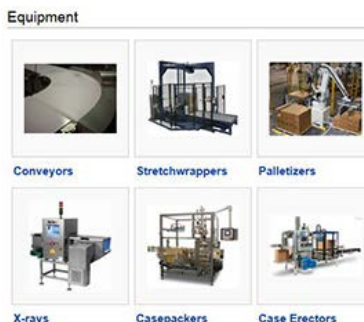 Equipment
Conveyors
Stretchwrappers
Palletizers
X-rays
Casepackers
Case Erectors